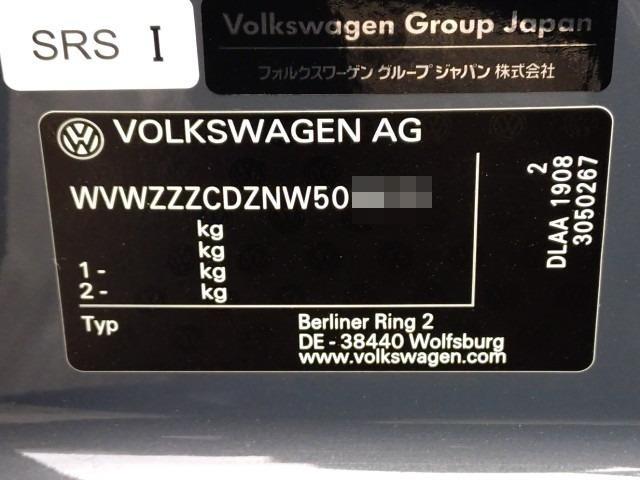 SRS I
Volkswagen Group Japan
フォルクスワーゲン グループ ジャパン 株式会社
VOLKSWAGEN AG
WVWZZZCDZNW50
kg
kg
1 - kg
2 - kg
Typ
Berliner Ring 2
DE - 38440 Wolfsburg
www.volkswagen.com
2
DLAA 1908
3050267